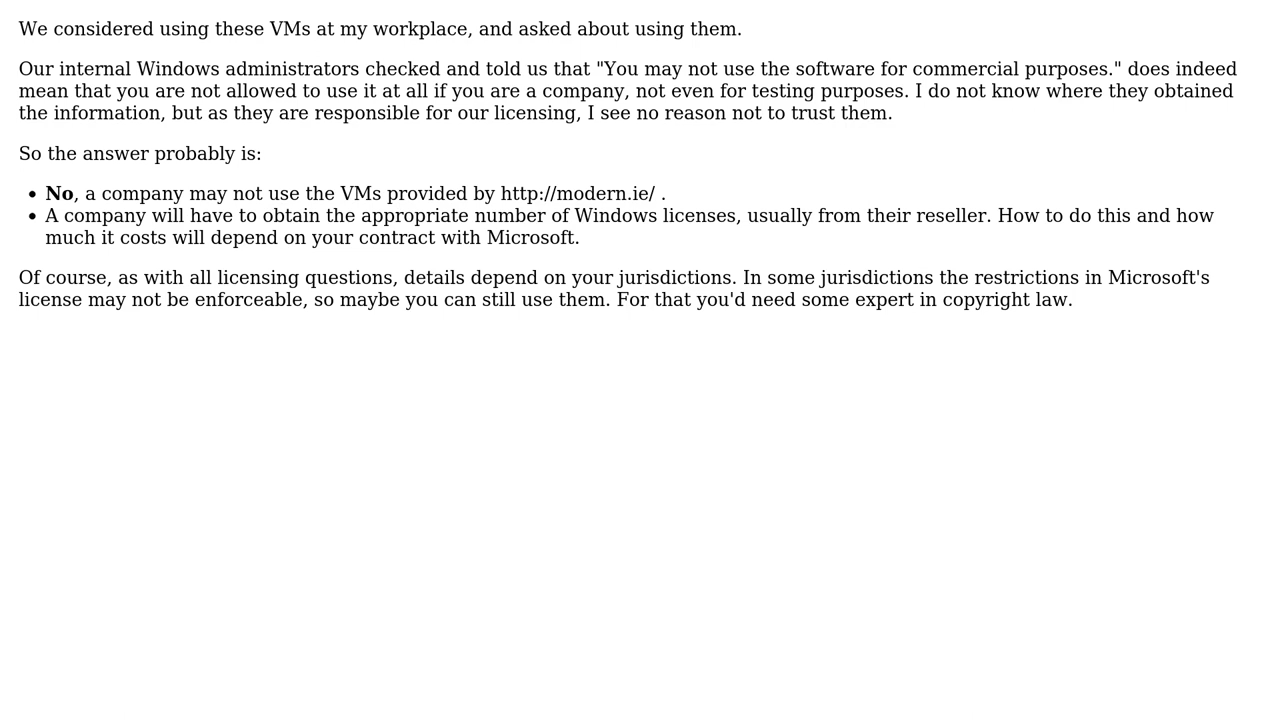 We considered using these VMs at my workplace, and asked about using them.
Our internal Windows administrators checked and told us that "You may not use the software for commercial purposes." does indeed
mean that you are not allowed to use it at all if you are a company, not even for testing purposes. I do not know where they obtained
the information, but as they are responsible for our licensing, I see no reason not to trust them.
So the answer probably is:
• No, a company may not use the VMs provided by http://modern.ie/ .
• A company will have to obtain the appropriate number of Windows licenses, usually from their reseller. How to do this and how
much it costs will depend on your contract with Microsoft.
Of course, as with all licensing questions, details depend on your jurisdictions. In some jurisdictions the restrictions in Microsoft's
license may not be enforceable, so maybe you can still use them. For that you'd need some expert in copyright law.